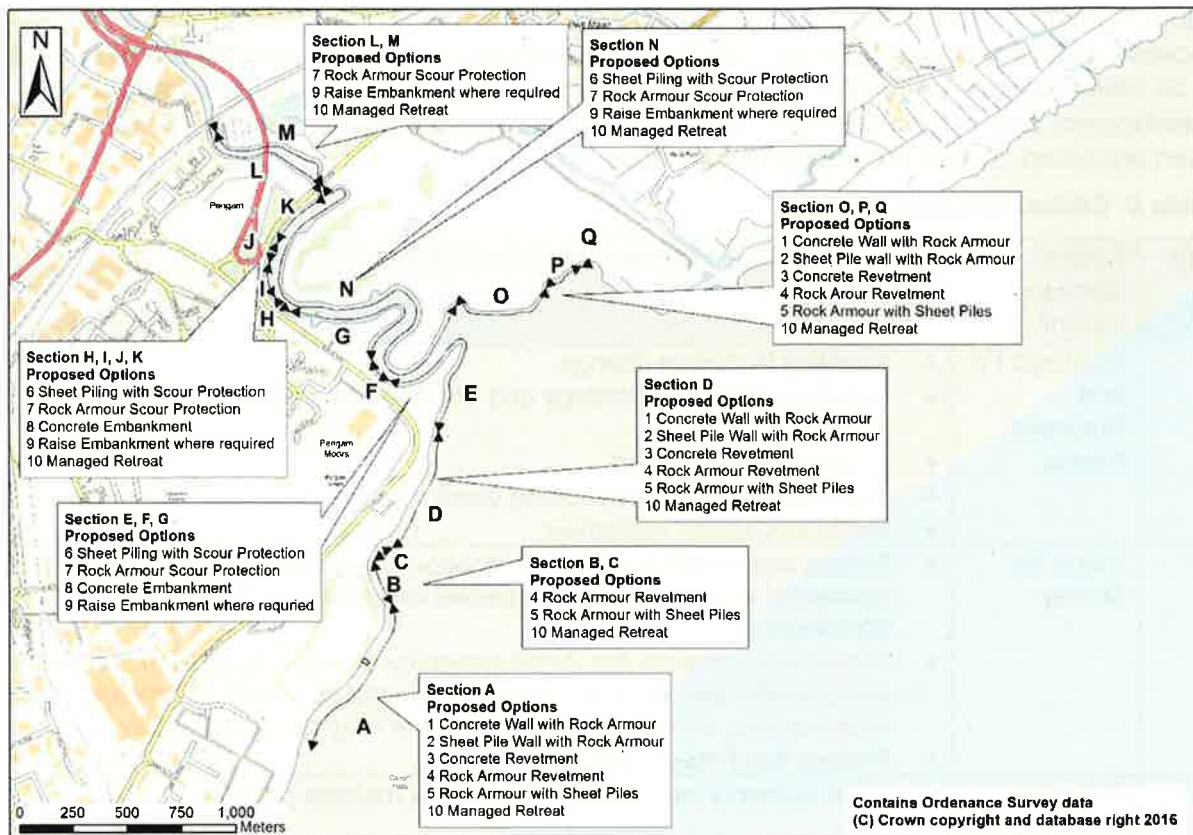 N
Section L, M
Proposed Options
7 Rock Armour Scour Protection
9 Raise Embankment where required
10 Managed Retreat
Section N
Proposed Options
6 Sheet Piling with Scour Protection
7 Rock Armour Scour Protection
9 Raise Embankment where required
10 Managed Retreat
M
L
Pengam
K
J
I
H
N
G
F
Section O, P, Q
Proposed Options
1 Concrete Wall with Rock Armour
2 Sheet Pile wall with Rock Armour
3 Concrete Revetment
4 Rock Arour Revetment
5 Rock Armour with Sheet Piles
10 Managed Retreat
Q
P
O
E
Section H, I, J, K
Proposed Options
6 Sheet Piling with Scour Protection
7 Rock Armour Scour Protection
8 Concrete Embankment
9 Raise Embankment where required
10 Managed Retreat
Pengam
Moors
Section D
Proposed Options
1 Concrete Wall with Rock Armour
2 Sheet Pile Wall with Rock Armour
3 Concrete Revetment
4 Rock Armour Revetment
5 Rock Armour with Sheet Piles
10 Managed Retreat
D
C
B
Section E, F, G
Proposed Options
6 Sheet Piling with Scour Protection
7 Rock Armour Scour Protection
8 Concrete Embankment
9 Raise Embankment where requried
Section B, C
Proposed Options
4 Rock Armour Revetment
5 Rock Armour with Sheet Piles
10 Managed Retreat
A
Section A
Proposed Options
1 Concrete Wall with Rock Armour
2 Sheet Pile Wall with Rock Armour
3 Concrete Revetment
4 Rock Armour Revetment
5 Rock Armour with Sheet Piles
10 Managed Retreat
0 250 500 1,000
Meters
Contains Ordenance Survey data
(C) Crown copyright and database right 2016